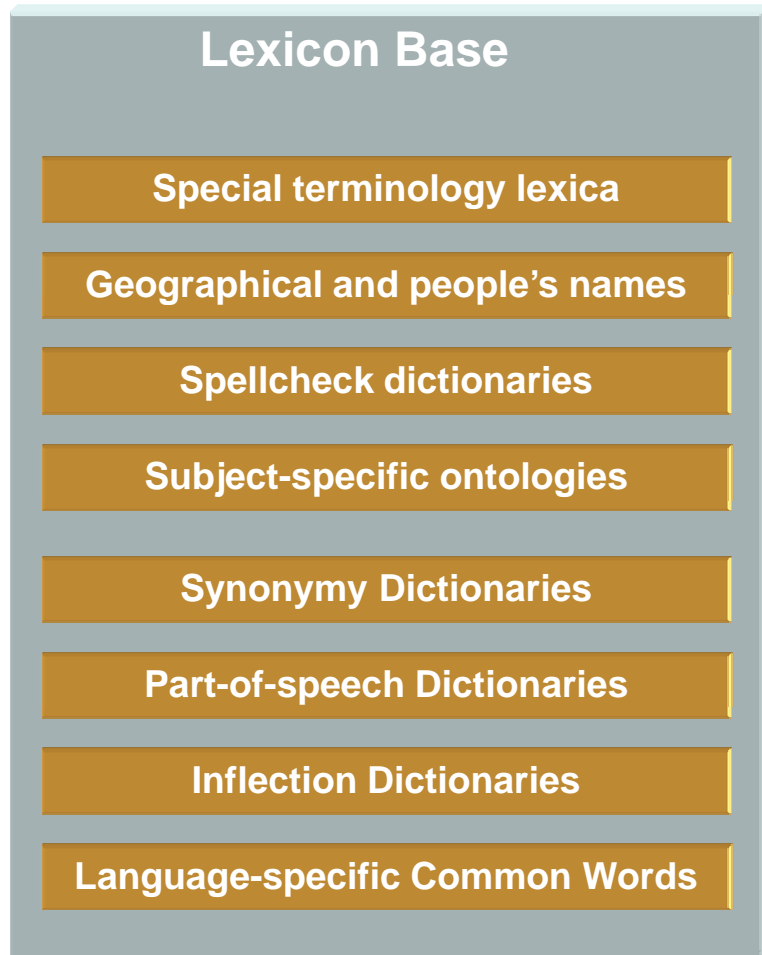 Lexicon Base
Special terminology lexica
Geographical and people’s names
Spellcheck dictionaries
Subject-specific ontologies
Synonymy Dictionaries
Part-of-speech Dictionaries
Inflection Dictionaries
Language-specific Common Words